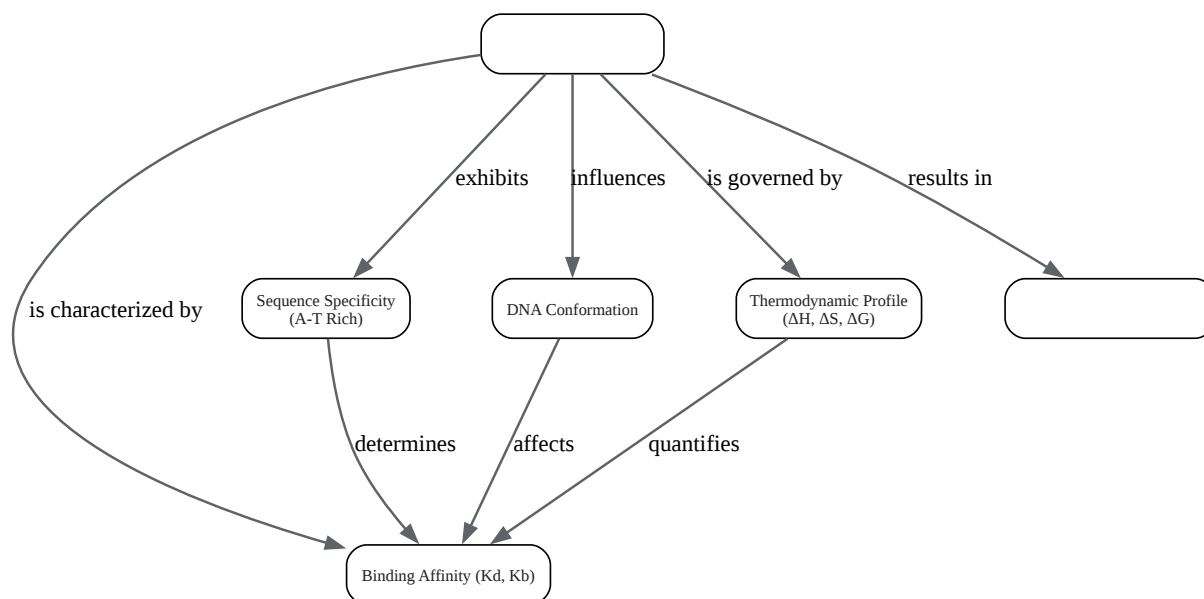 exhibits
influences
is governed by
results in
is characterized by
Sequence Specificity
(A-T Rich)
DNA Conformation
Thermodynamic Profile
(ΔH, ΔS, ΔG)
determines
affects
quantifies
Binding Affinity (Kd, Kb)